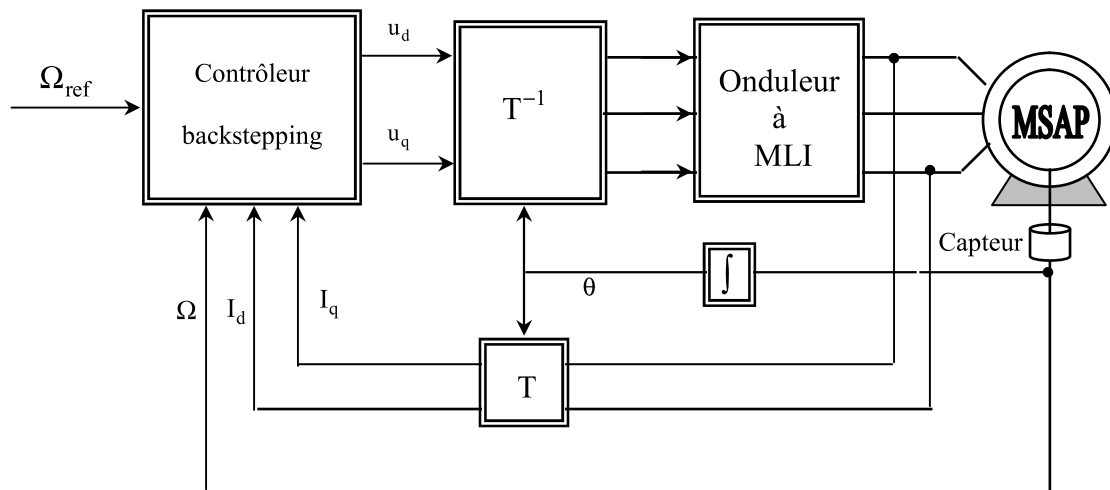 Ω_ref
Contrôleur
backstepping
u_d
u_q
T⁻¹
Onduleur
à
MLI
MSAP
Capteur
∫
θ
Ω
I_d
I_q
T